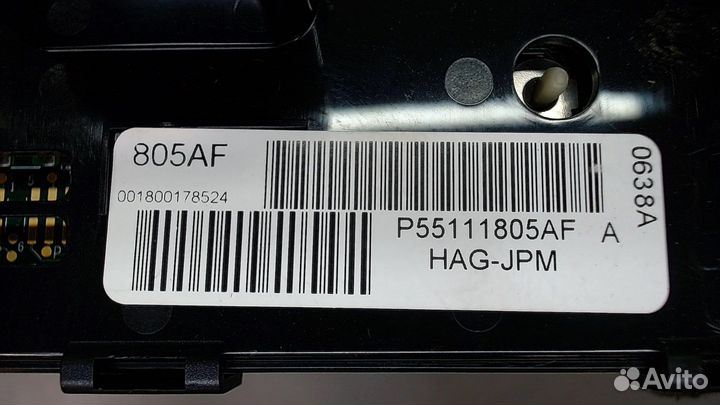 805AF
001800178524
P55111805AF A
HAG-JPM
0638A
Avito